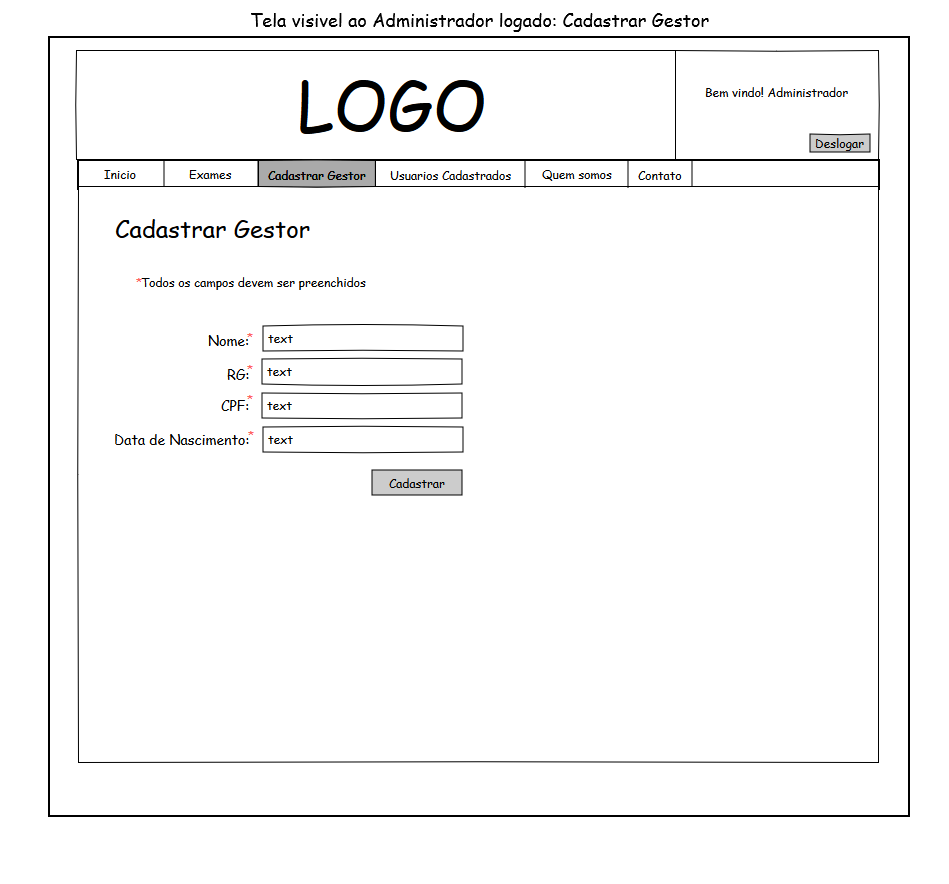 Tela visivel ao Administrador logado: Cadastrar Gestor
LOGO
Bem vindo! Administrador
Deslogar
Inicio Exames Cadastrar Gestor Usuarios Cadastrados Quem somos Contato
Cadastrar Gestor
*Todos os campos devem ser preenchidos
Nome:* text
RG:* text
CPF:* text
Data de Nascimento:* text
Cadastrar